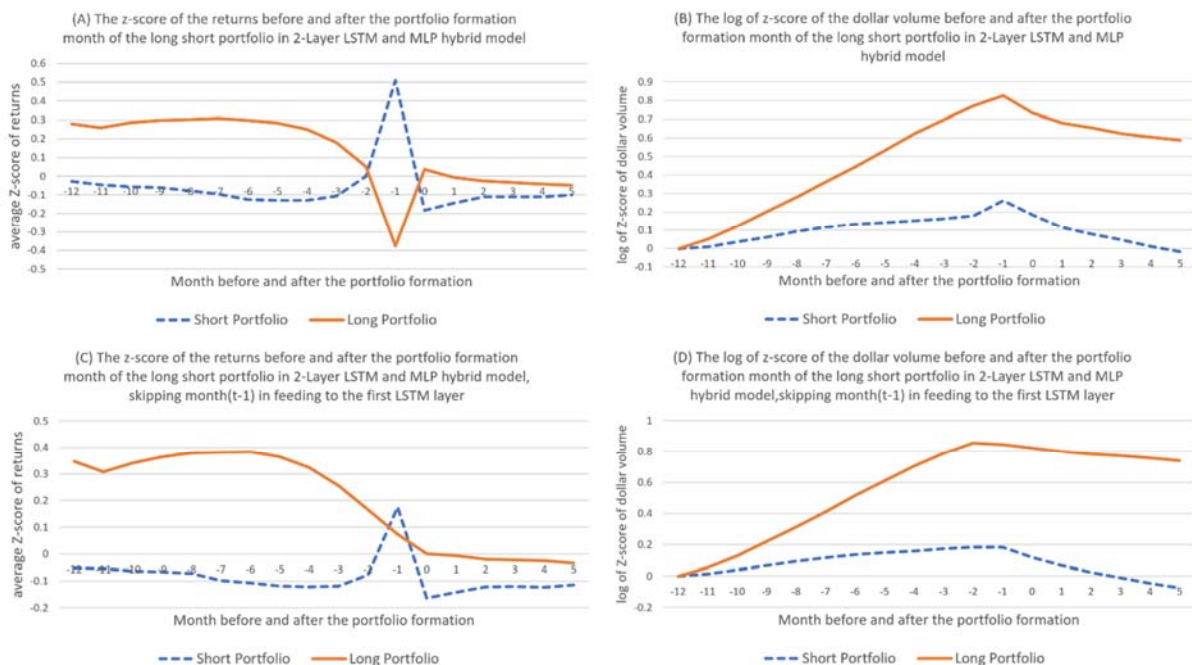 (A) The z-score of the returns before and after the portfolio formation
month of the long short portfolio in 2-Layer LSTM and MLP hybrid model
average Z-score of returns
0.6
0.5
0.4
0.3
0.2
0.1
0
-0.1
-0.2
-0.3
-0.4
-0.5
-12 -11 -10 -9 -8 -7 -6 -5 -4 -3 -2 -1 0 1 2 3 4 5
Month before and after the portfolio formation
Short Portfolio Long Portfolio
(B) The log of z-score of the dollar volume before and after the portfolio
formation month of the long short portfolio in 2-Layer LSTM and MLP
hybrid model
log of Z-score of dollar volume
0.9
0.8
0.7
0.6
0.5
0.4
0.3
0.2
0.1
0
-0.1
-12 -11 -10 -9 -8 -7 -6 -5 -4 -3 -2 -1 0 1 2 3 4 5
Month before and after the portfolio formation
Short Portfolio Long Portfolio
(C) The z-score of the returns before and after the portfolio formation
month of the long short portfolio in 2-Layer LSTM and MLP hybrid model,
skipping month(t-1) in feeding to the first LSTM layer
average Z-score of returns
0.5
0.4
0.3
0.2
0.1
0
-0.1
-0.2
-12 -11 -10 -9 -8 -7 -6 -5 -4 -3 -2 -1 0 1 2 3 4 5
Month before and after the portfolio formation
Short Portfolio Long Portfolio
(D) The log of z-score of the dollar volume before and after the portfolio
formation month of the long short portfolio in 2-Layer LSTM and MLP
hybrid model,skipping month(t-1) in feeding to the first LSTM layer
log of Z-score of dollar volume
1
0.8
0.6
0.4
0.2
0
-0.2
-12 -11 -10 -9 -8 -7 -6 -5 -4 -3 -2 -1 0 1 2 3 4 5
Month before and after the portfolio formation
Short Portfolio Long Portfolio